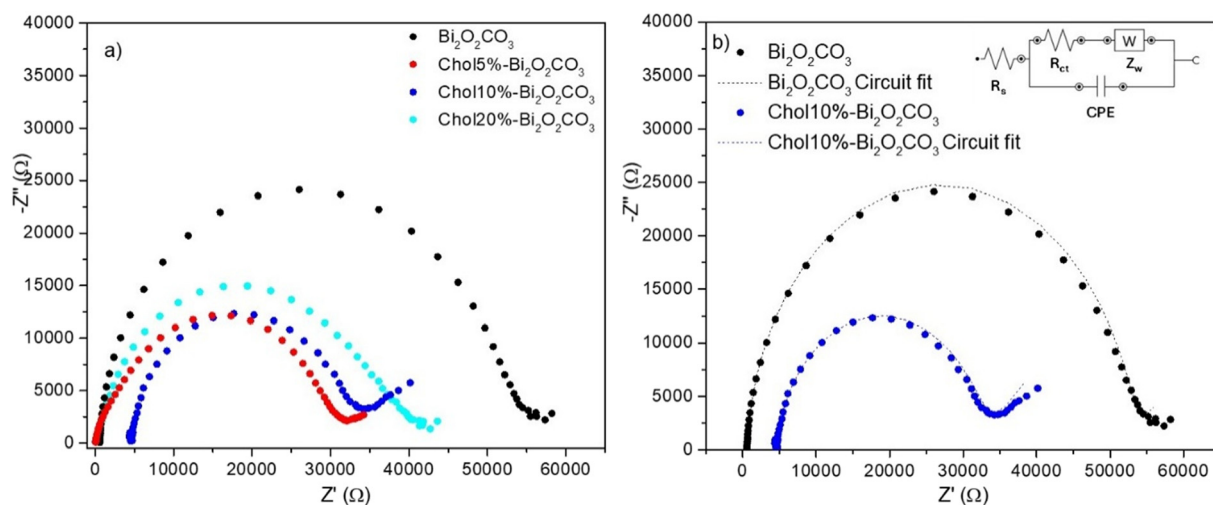 a)
Bi₂O₂CO₃
Chol5%-Bi₂O₂CO₃
Chol10%-Bi₂O₂CO₃
Chol20%-Bi₂O₂CO₃
40000
35000
30000
25000
20000
15000
10000
5000
0
-Z'' (Ω)
0 10000 20000 30000 40000 50000 60000
Z' (Ω)
b)
Bi₂O₂CO₃
Bi₂O₂CO₃ Circuit fit
Chol10%-Bi₂O₂CO₃
Chol10%-Bi₂O₂CO₃ Circuit fit
Rₛ
R_ct
W
Z_w
CPE
40000
35000
30000
25000
20000
15000
10000
5000
0
-Z'' (Ω)
0 10000 20000 30000 40000 50000 60000
Z' (Ω)